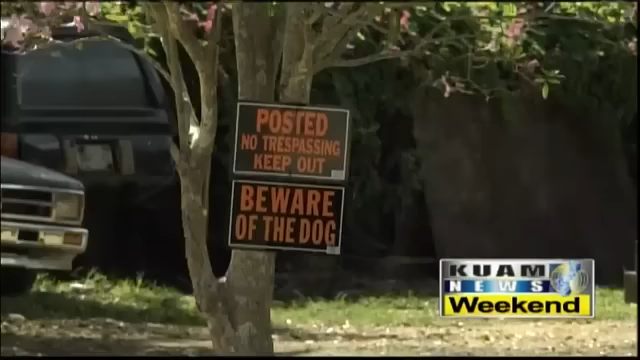 POSTED
NO TRESPASSING
KEEP OUT
BEWARE
OF THE DOG
KUAM
NEWS
Weekend